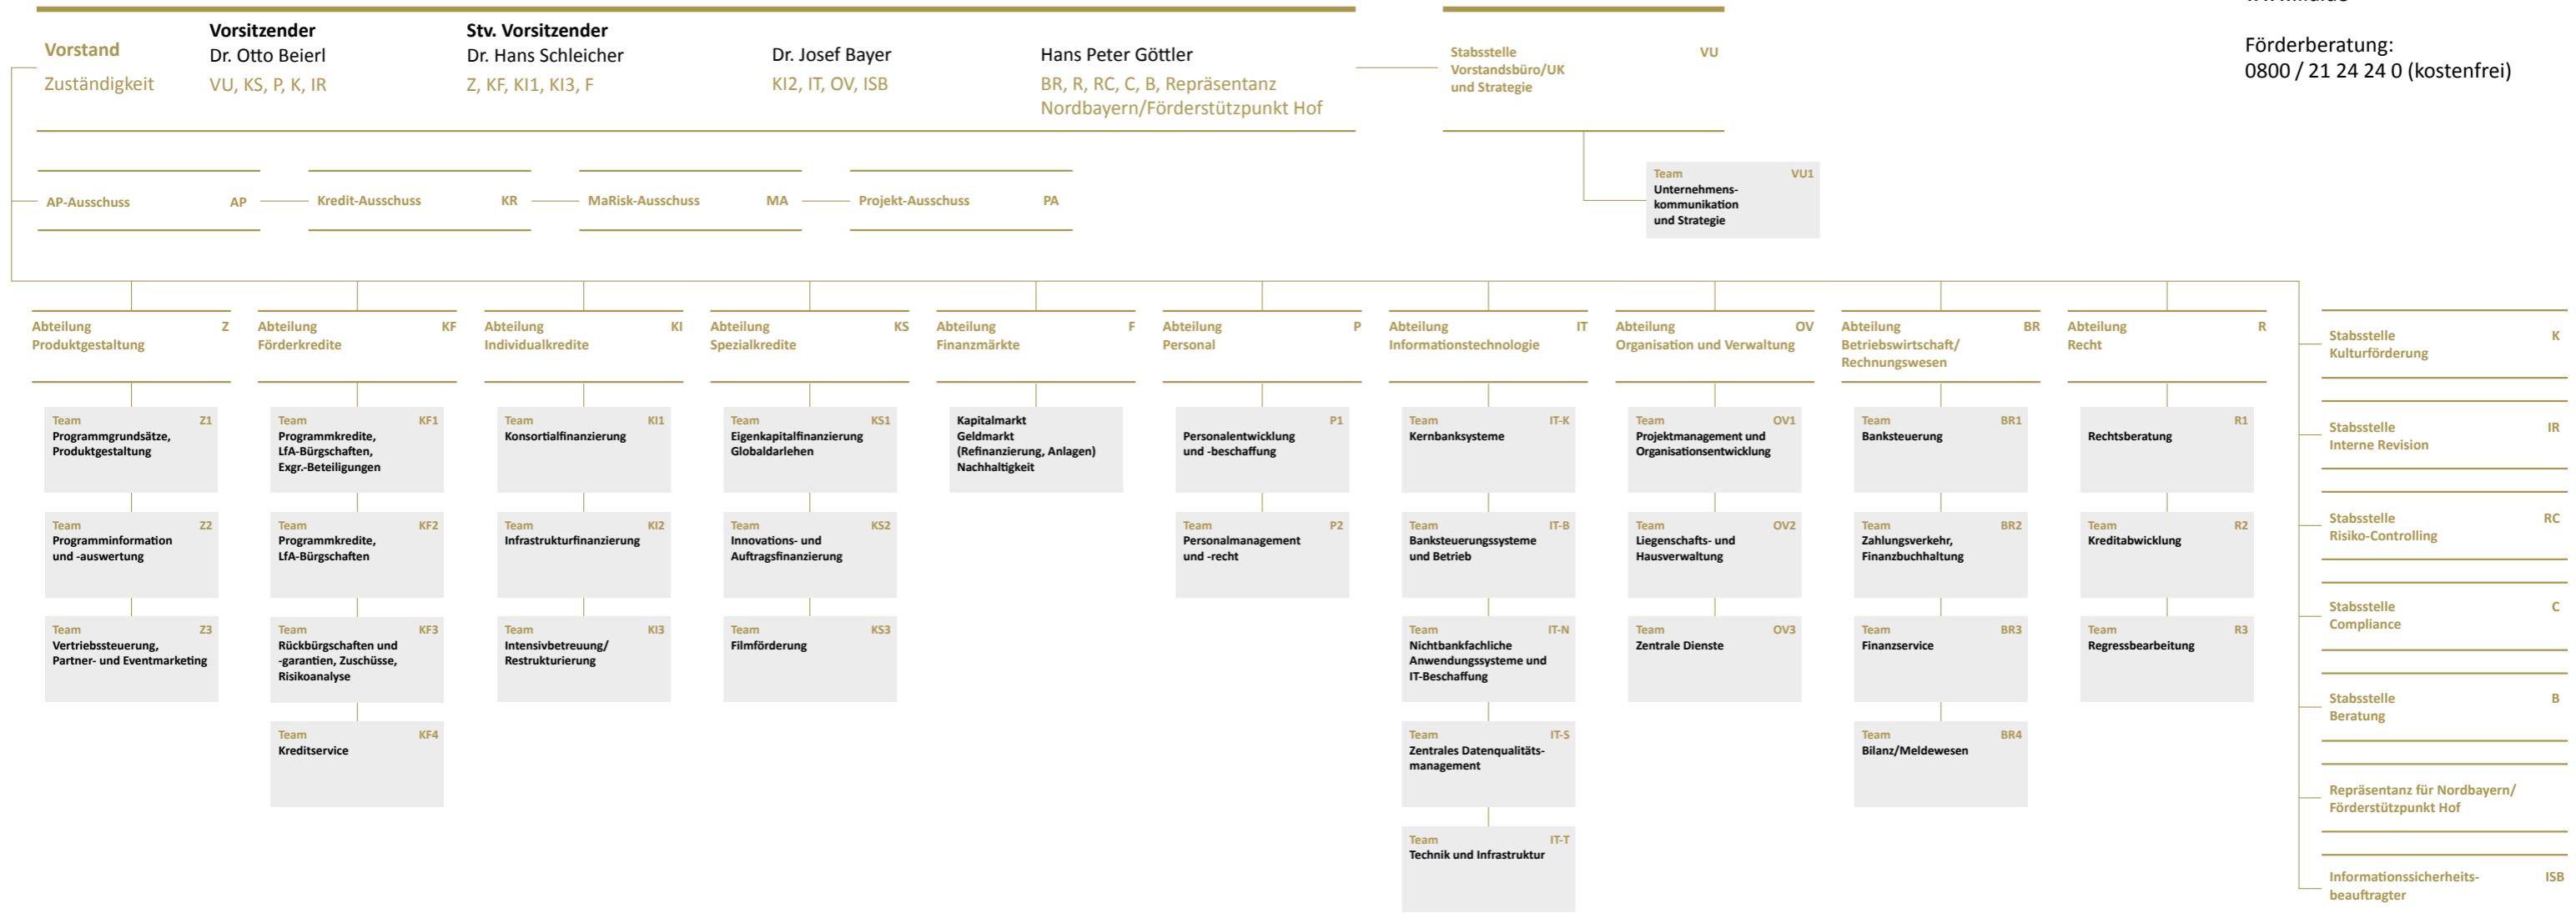 Förderberatung:
0800 / 21 24 24 0 (kostenfrei)
Vorstand
Zuständigkeit
Vorsitzender
Dr. Otto Beierl
VU, KS, P, K, IR
Stv. Vorsitzender
Dr. Hans Schleicher
Z, KF, KI1, KI3, F
Dr. Josef Bayer
KI2, IT, OV, ISB
Hans Peter Göttler
BR, R, RC, C, B, Repräsentanz
Nordbayern/Förderstützpunkt Hof
Stabsstelle VU
Vorstandsbüro/UK
und Strategie
Team VU1
Unternehmens-
kommunikation
und Strategie
AP-Ausschuss AP
Kredit-Ausschuss KR
MaRisk-Ausschuss MA
Projekt-Ausschuss PA
Abteilung Z
Produktgestaltung
Team Z1
Programmgrundsätze,
Produktgestaltung
Team Z2
Programminformation
und -auswertung
Team Z3
Vertriebssteuerung,
Partner- und Eventmarketing
Abteilung KF
Förderkredite
Team KF1
Programmkredite,
LfA-Bürgschaften,
Exgr.-Beteiligungen
Team KF2
Programmkredite,
LfA-Bürgschaften
Team KF3
Rückbürgschaften und
-garantien, Zuschüsse,
Risikoanalyse
Team KF4
Kreditservice
Abteilung KI
Individualkredite
Team KI1
Konsortialfinanzierung
Team KI2
Infrastrukturfinanzierung
Team KI3
Intensivbetreuung/
Restrukturierung
Abteilung KS
Spezialkredite
Team KS1
Eigenkapitalfinanzierung
Globaldarlehen
Team KS2
Innovations- und
Auftragsfinanzierung
Team KS3
Filmförderung
Abteilung F
Finanzmärkte
Kapitalmarkt
Geldmarkt
(Refinanzierung, Anlagen)
Nachhaltigkeit
Abteilung P
Personal
P1
Personalentwicklung
und -beschaffung
Team P2
Personalmanagement
und -recht
Abteilung IT
Informationstechnologie
Team IT-K
Kernbanksysteme
Team IT-B
Banksteuerungssysteme
und Betrieb
Team IT-N
Nichtbankfachliche
Anwendungssysteme und
IT-Beschaffung
Team IT-S
Zentrales Datenqualitäts-
management
Team IT-T
Technik und Infrastruktur
Abteilung OV
Organisation und Verwaltung
Team OV1
Projektmanagement und
Organisationsentwicklung
Team OV2
Liegenschafts- und
Hausverwaltung
Team OV3
Zentrale Dienste
Abteilung BR
Betriebswirtschaft/
Rechnungswesen
Team BR1
Banksteuerung
Team BR2
Zahlungsverkehr,
Finanzbuchhaltung
Team BR3
Finanzservice
Team BR4
Bilanz/Meldewesen
Abteilung R
Recht
R1
Rechtsberatung
Team R2
Kreditabwicklung
Team R3
Regressbearbeitung
Stabsstelle K
Kulturförderung
Stabsstelle IR
Interne Revision
Stabsstelle RC
Risiko-Controlling
Stabsstelle C
Compliance
Stabsstelle B
Beratung
Repräsentanz für Nordbayern/
Förderstützpunkt Hof
Informationssicherheits- ISB
beauftragter